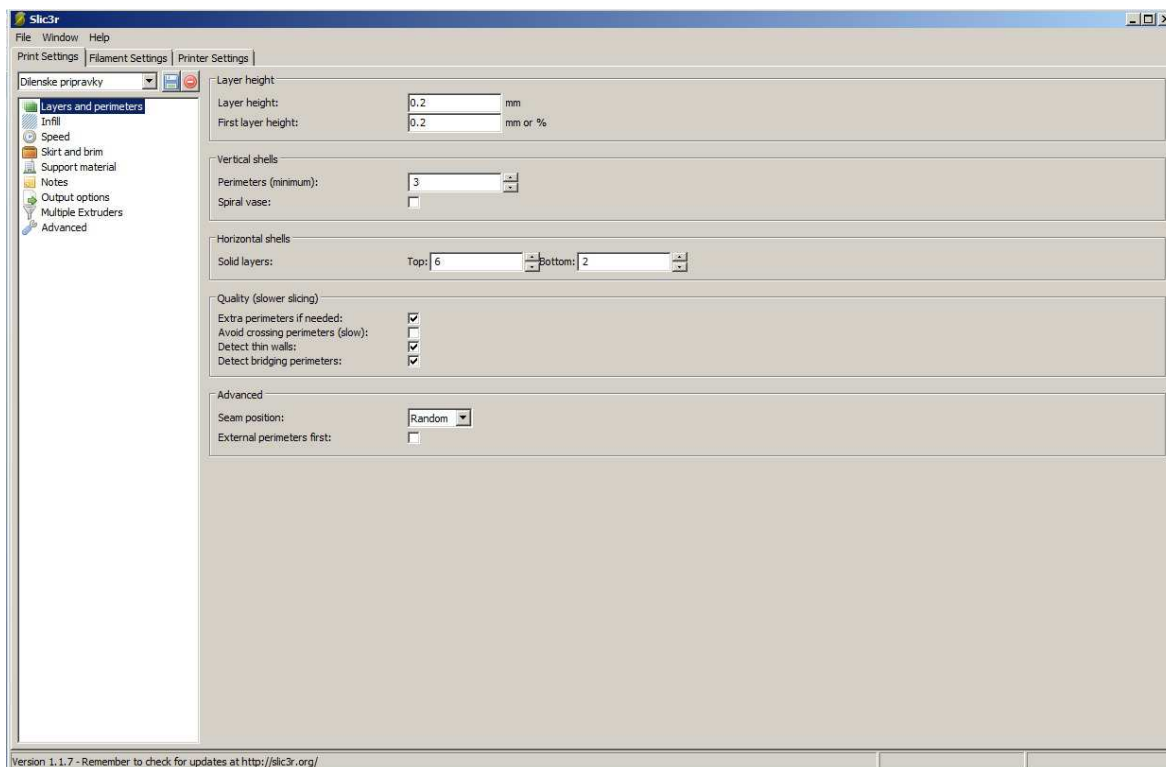 Slic3r
File Window Help
Print Settings Filament Settings Printer Settings
Dilenske pripravky
Layers and perimeters
Infill
Speed
Skirt and brim
Support material
Notes
Output options
Multiple Extruders
Advanced
Layer height
Layer height: 0.2 mm
First layer height: 0.2 mm or %
Vertical shells
Perimeters (minimum): 3
Spiral vase:
Horizontal shells
Solid layers: Top: 6 Bottom: 2
Quality (slower slicing)
Extra perimeters if needed:
Avoid crossing perimeters (slow):
Detect thin walls:
Detect bridging perimeters:
Advanced
Seam position: Random
External perimeters first:
Version 1.1.7 - Remember to check for updates at http://slic3r.org/